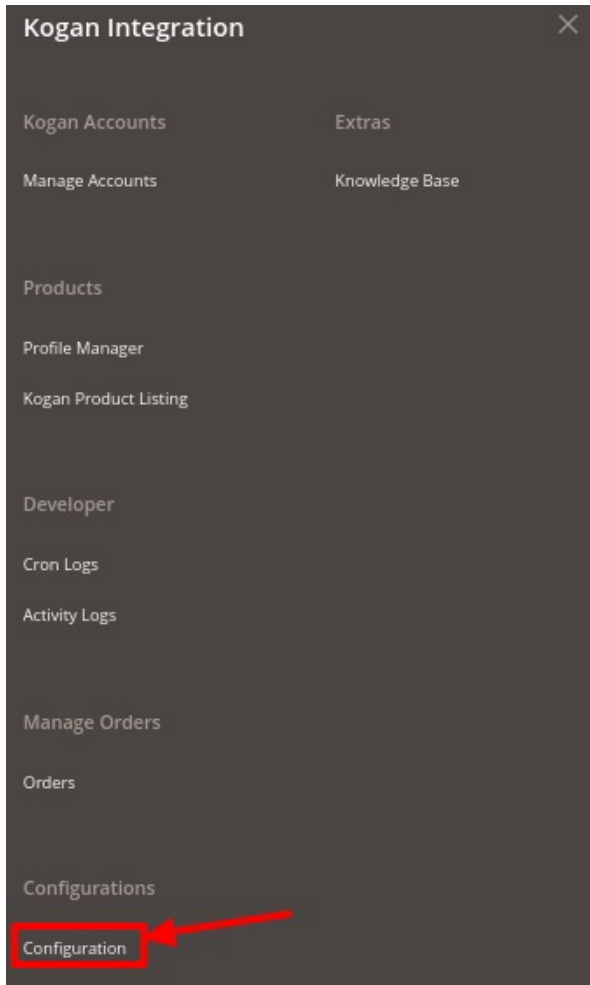 Kogan Integration
Kogan Accounts
Manage Accounts
Extras
Knowledge Base
Products
Profile Manager
Kogan Product Listing
Developer
Cron Logs
Activity Logs
Manage Orders
Orders
Configurations
Configuration